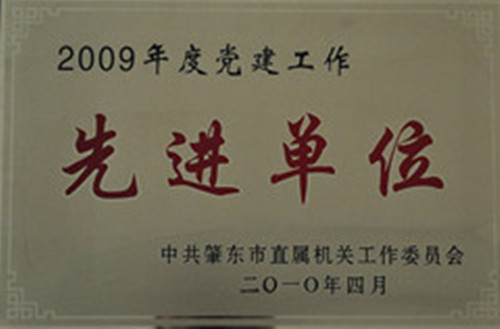 2009年度党建工作
先进单位
中共肇东市直属机关工作委员会
二〇一〇年四月